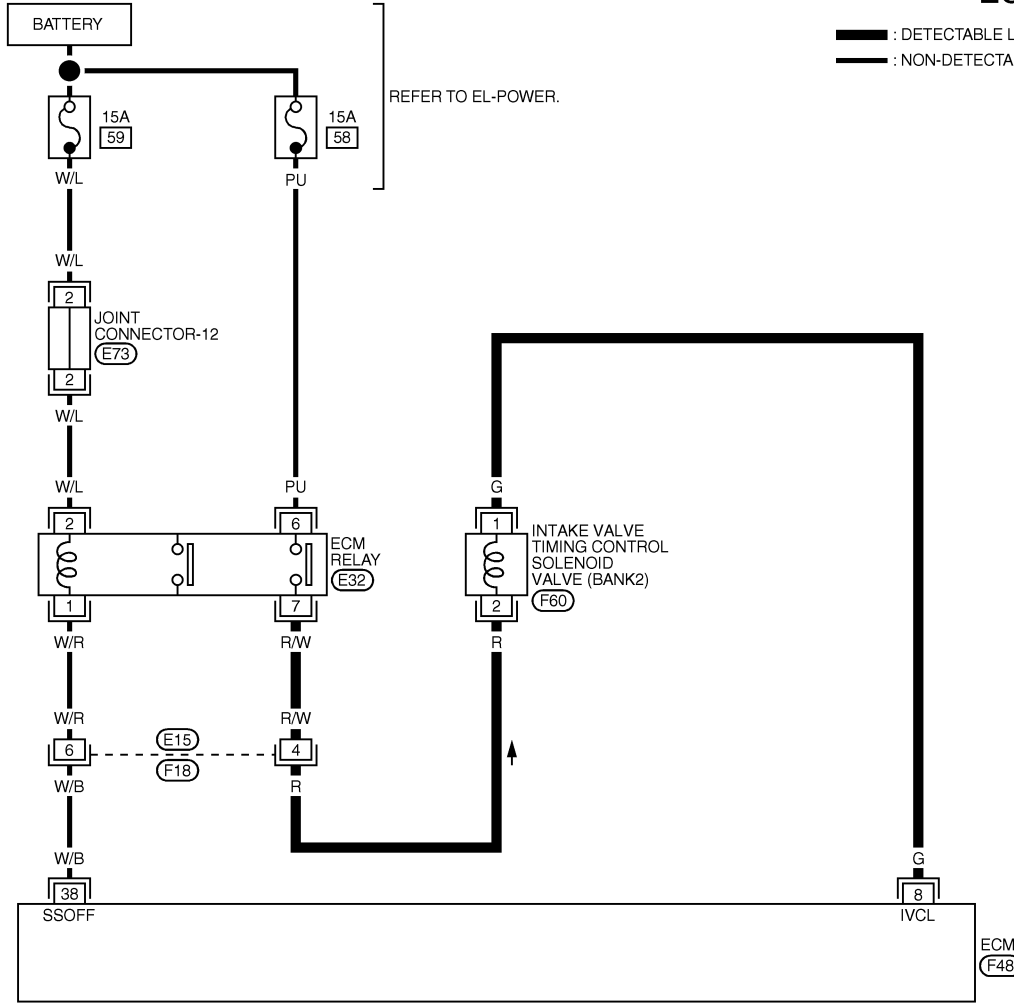 BATTERY
: DETECTABLE L
: NON-DETECTA
REFER TO EL-POWER.
15A
59
15A
58
W/L
PU
W/L
2
JOINT
CONNECTOR-12
E73
2
W/L
W/L
PU
G
2
6
1
ECM
RELAY
E32
INTAKE VALVE
TIMING CONTROL
SOLENOID
VALVE (BANK2)
F60
1
7
2
W/R
R/W
R
W/R
R/W
6
E15
F18
4
W/B
R
W/B
G
38
8
SSOFF
IVCL
ECM
F48